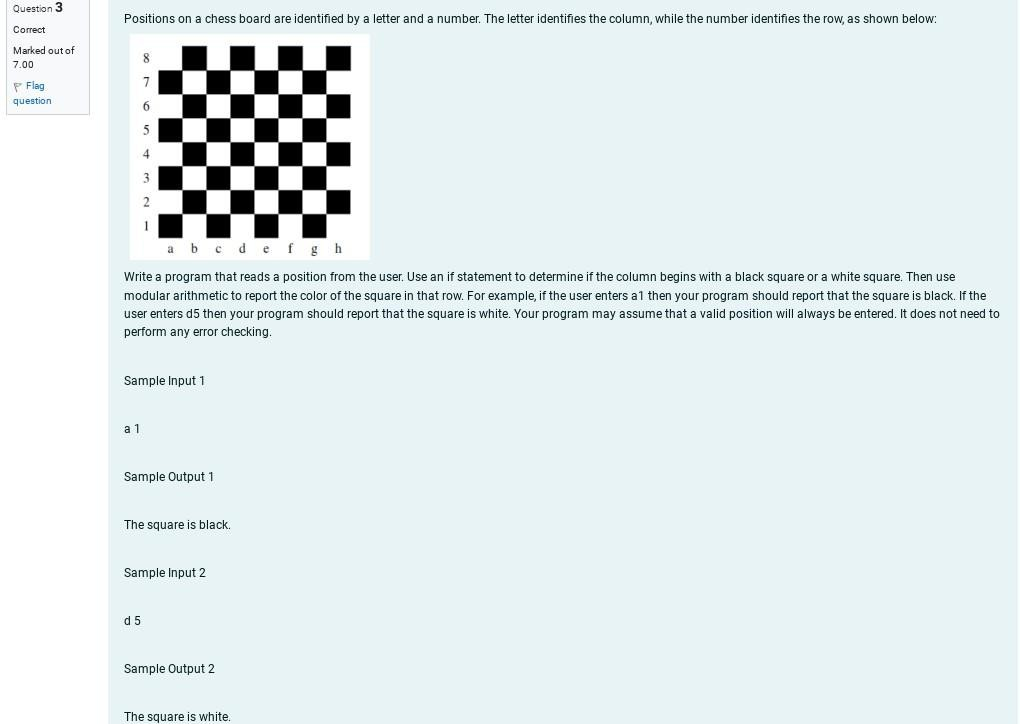 Question 3
Correct
Marked out of
7.00
Flag
question
Positions on a chess board are identified by a letter and a number. The letter identifies the column, while the number identifies the row, as shown below:
8
7
6
5
4
3
2
1
a b c d e f g h
Write a program that reads a position from the user. Use an if statement to determine if the column begins with a black square or a white square. Then use
modular arithmetic to report the color of the square in that row. For example, if the user enters a1 then your program should report that the square is black. If the
user enters d5 then your program should report that the square is white. Your program may assume that a valid position will always be entered. It does not need to
perform any error checking.
Sample Input 1
a 1
Sample Output 1
The square is black.
Sample Input 2
d 5
Sample Output 2
The square is white.